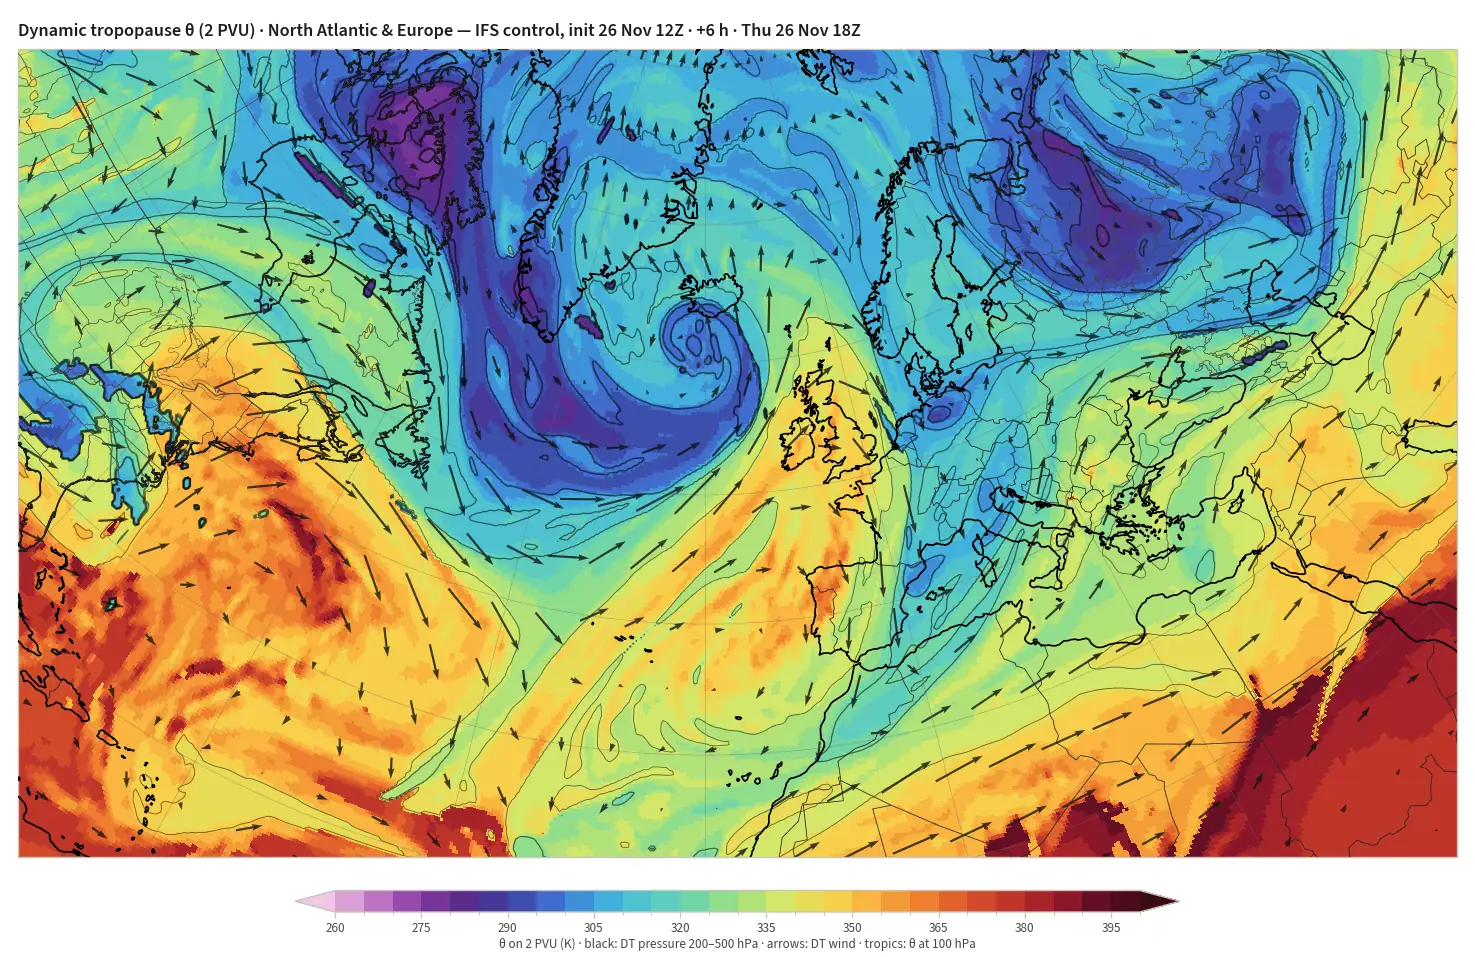 Dynamic tropopause θ (2 PVU) · North Atlantic & Europe — IFS control, init 26 Nov 12Z · +6 h · Thu 26 Nov 18Z
260 275 290 305 320 335 350 365 380 395
θ on 2 PVU (K) · black: DT pressure 200–500 hPa · arrows: DT wind · tropics: θ at 100 hPa